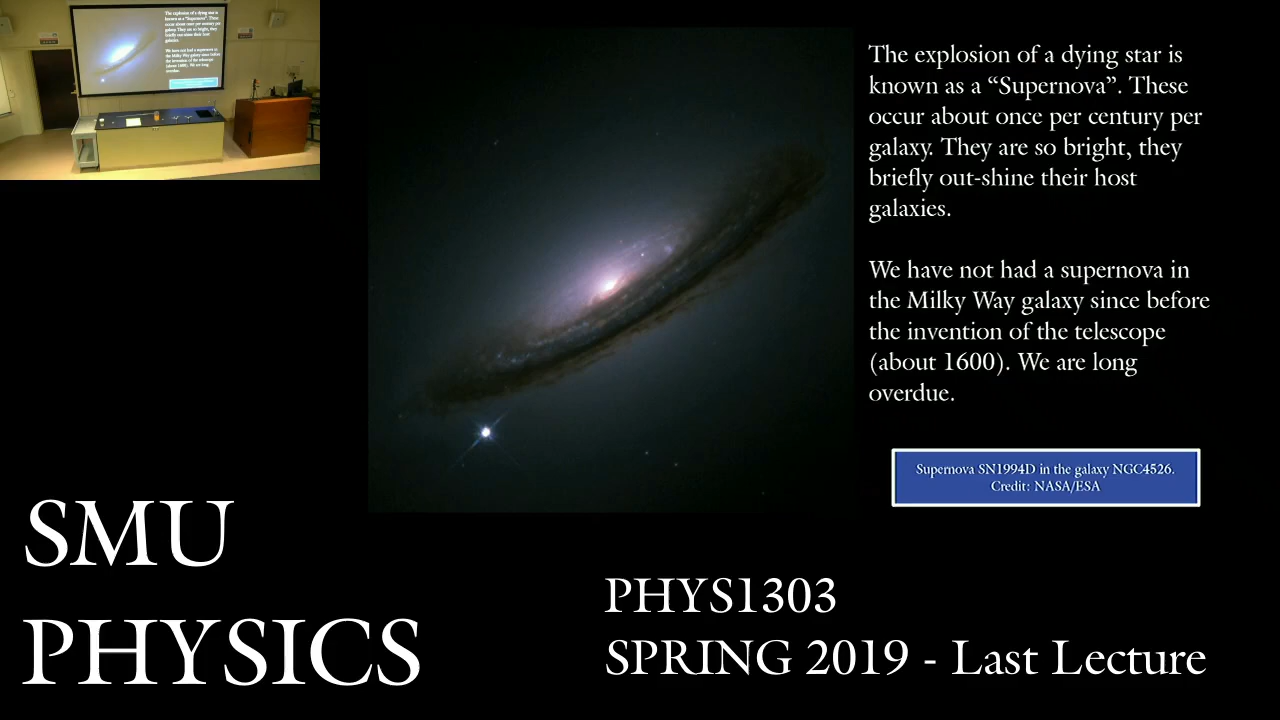 The explosion of a dying star is
known as a “Supernova”. These
occur about once per century per
galaxy. They are so bright, they
briefly out-shine their host
galaxies.
We have not had a supernova in
the Milky Way galaxy since before
the invention of the telescope
(about 1600). We are long
overdue.
Supernova SN1994D in the galaxy NGC4526.
Credit: NASA/ESA
SMU
PHYSICS
PHYS1303
SPRING 2019 - Last Lecture